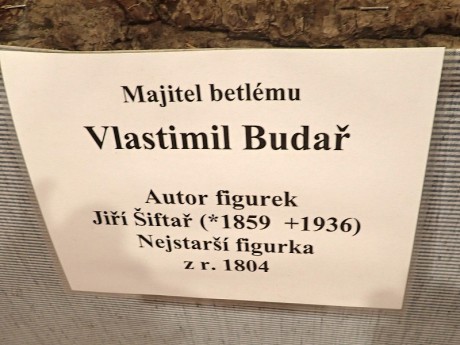 Majitel betlému
Vlastimil Budař
Autor figurek
Jiří Šiftař (*1859 +1936)
Nejstarší figurka
z r. 1804